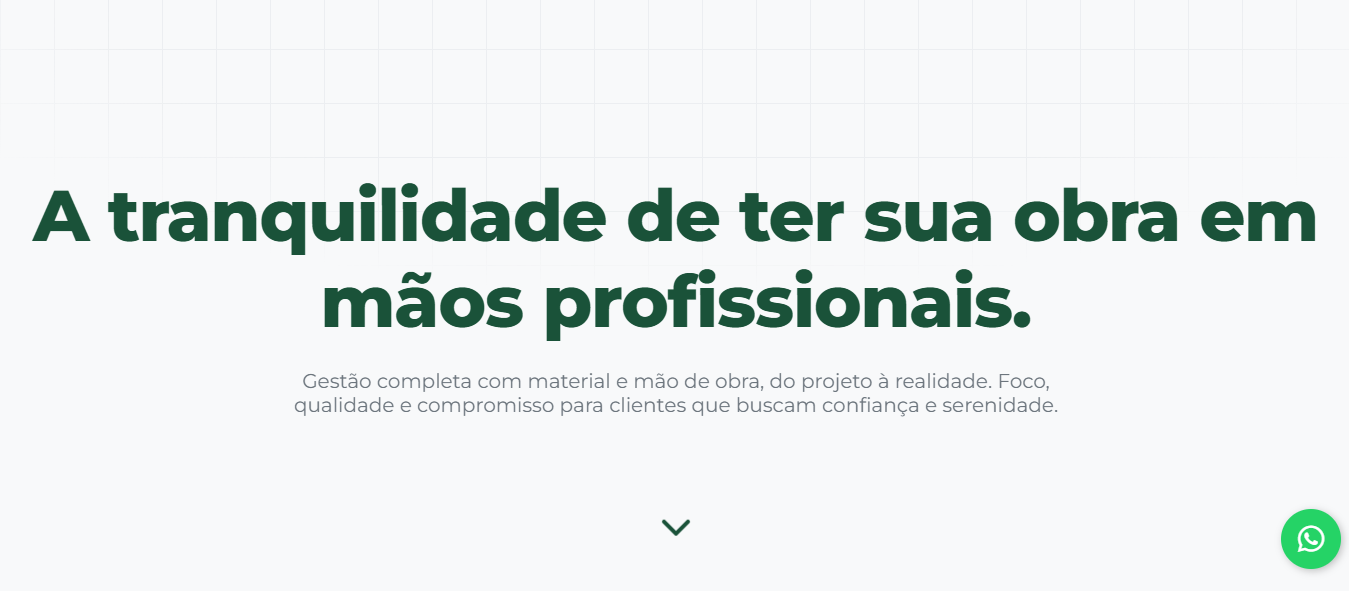 A tranquilidade de ter sua obra em
mãos profissionais.
Gestão completa com material e mão de obra, do projeto à realidade. Foco,
qualidade e compromisso para clientes que buscam confiança e serenidade.